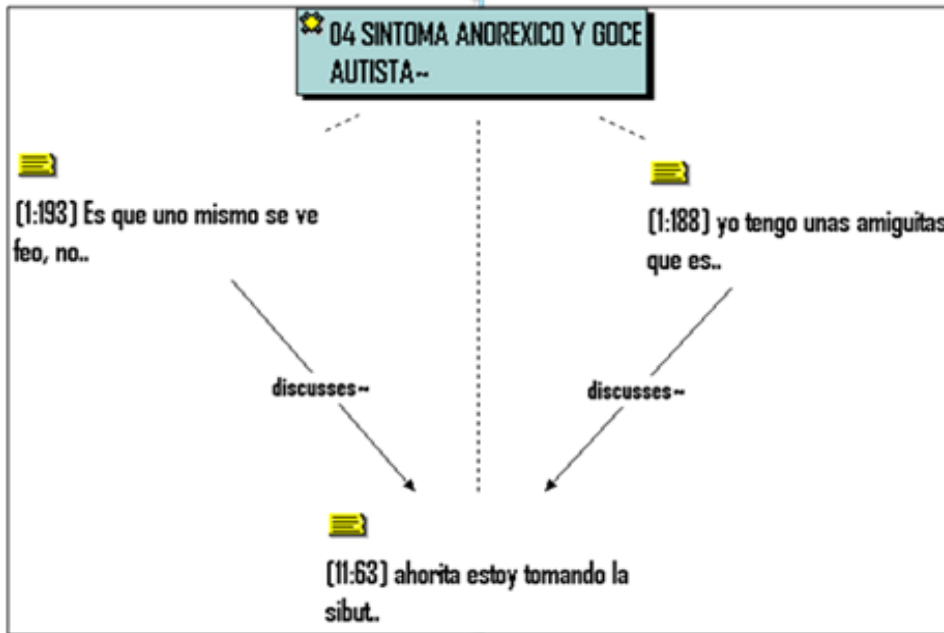 04 SINTOMA ANOREXICO Y GOCE
AUTISTA~
[1:193] Es que uno mismo se ve
feo, no..
[1:188] yo tengo unas amiguitas
que es..
discusses~
discusses~
[11:63] ahorita estoy tomando la
sibut..